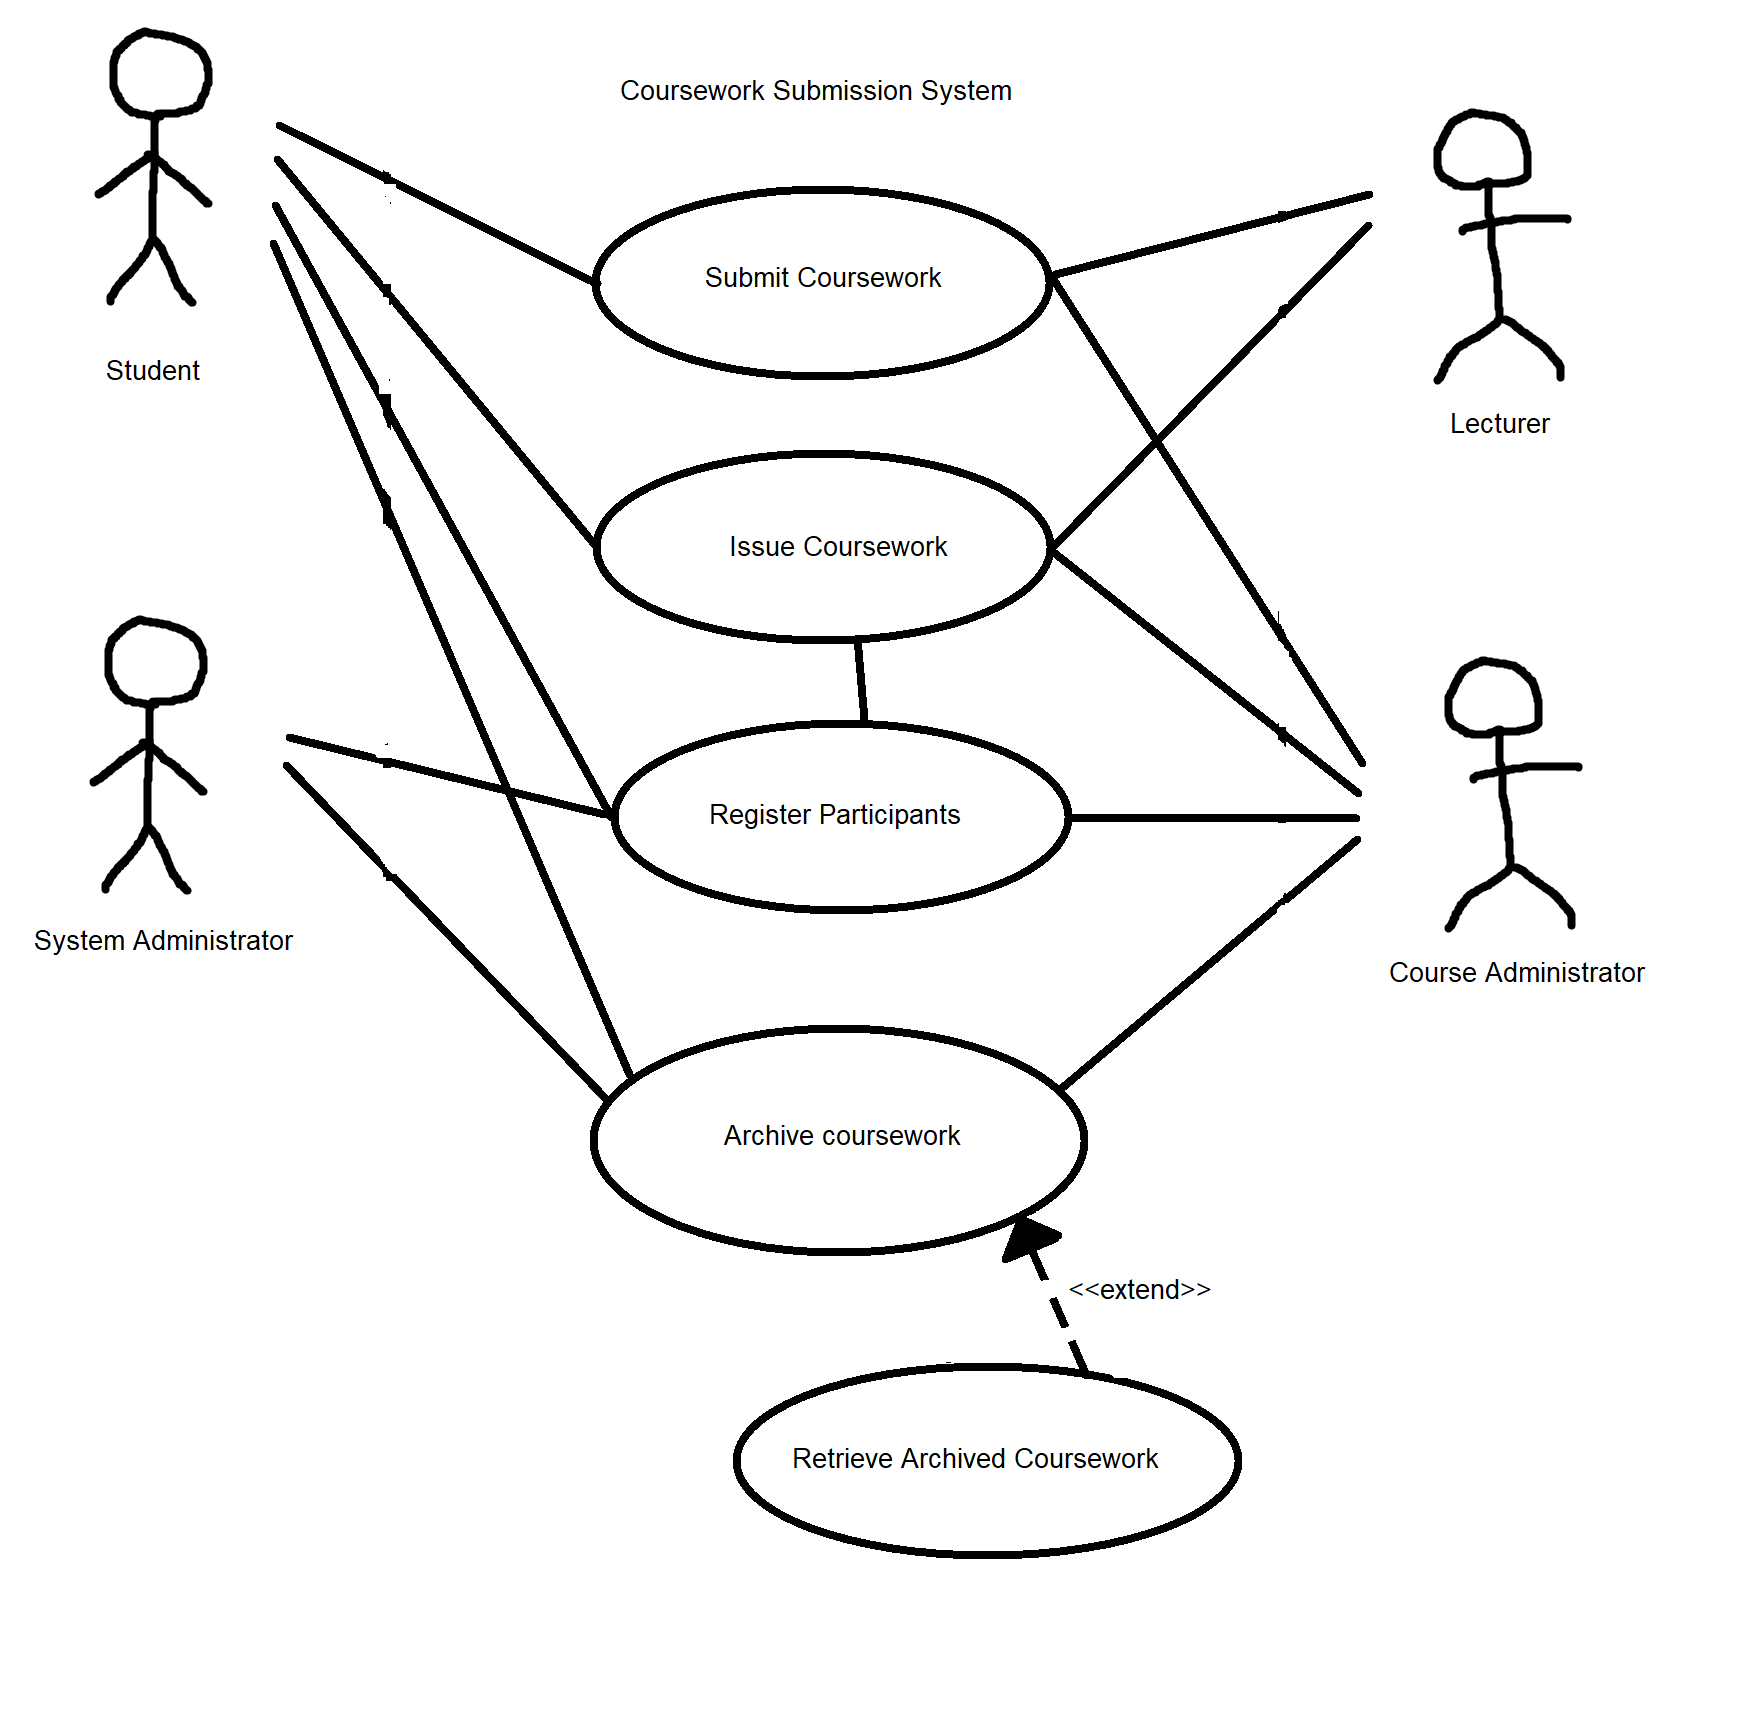 Coursework Submission System
Submit Coursework
Student
Lecturer
Issue Coursework
Register Participants
System Administrator
Course Administrator
Archive coursework
<<extend>>
Retrieve Archived Coursework